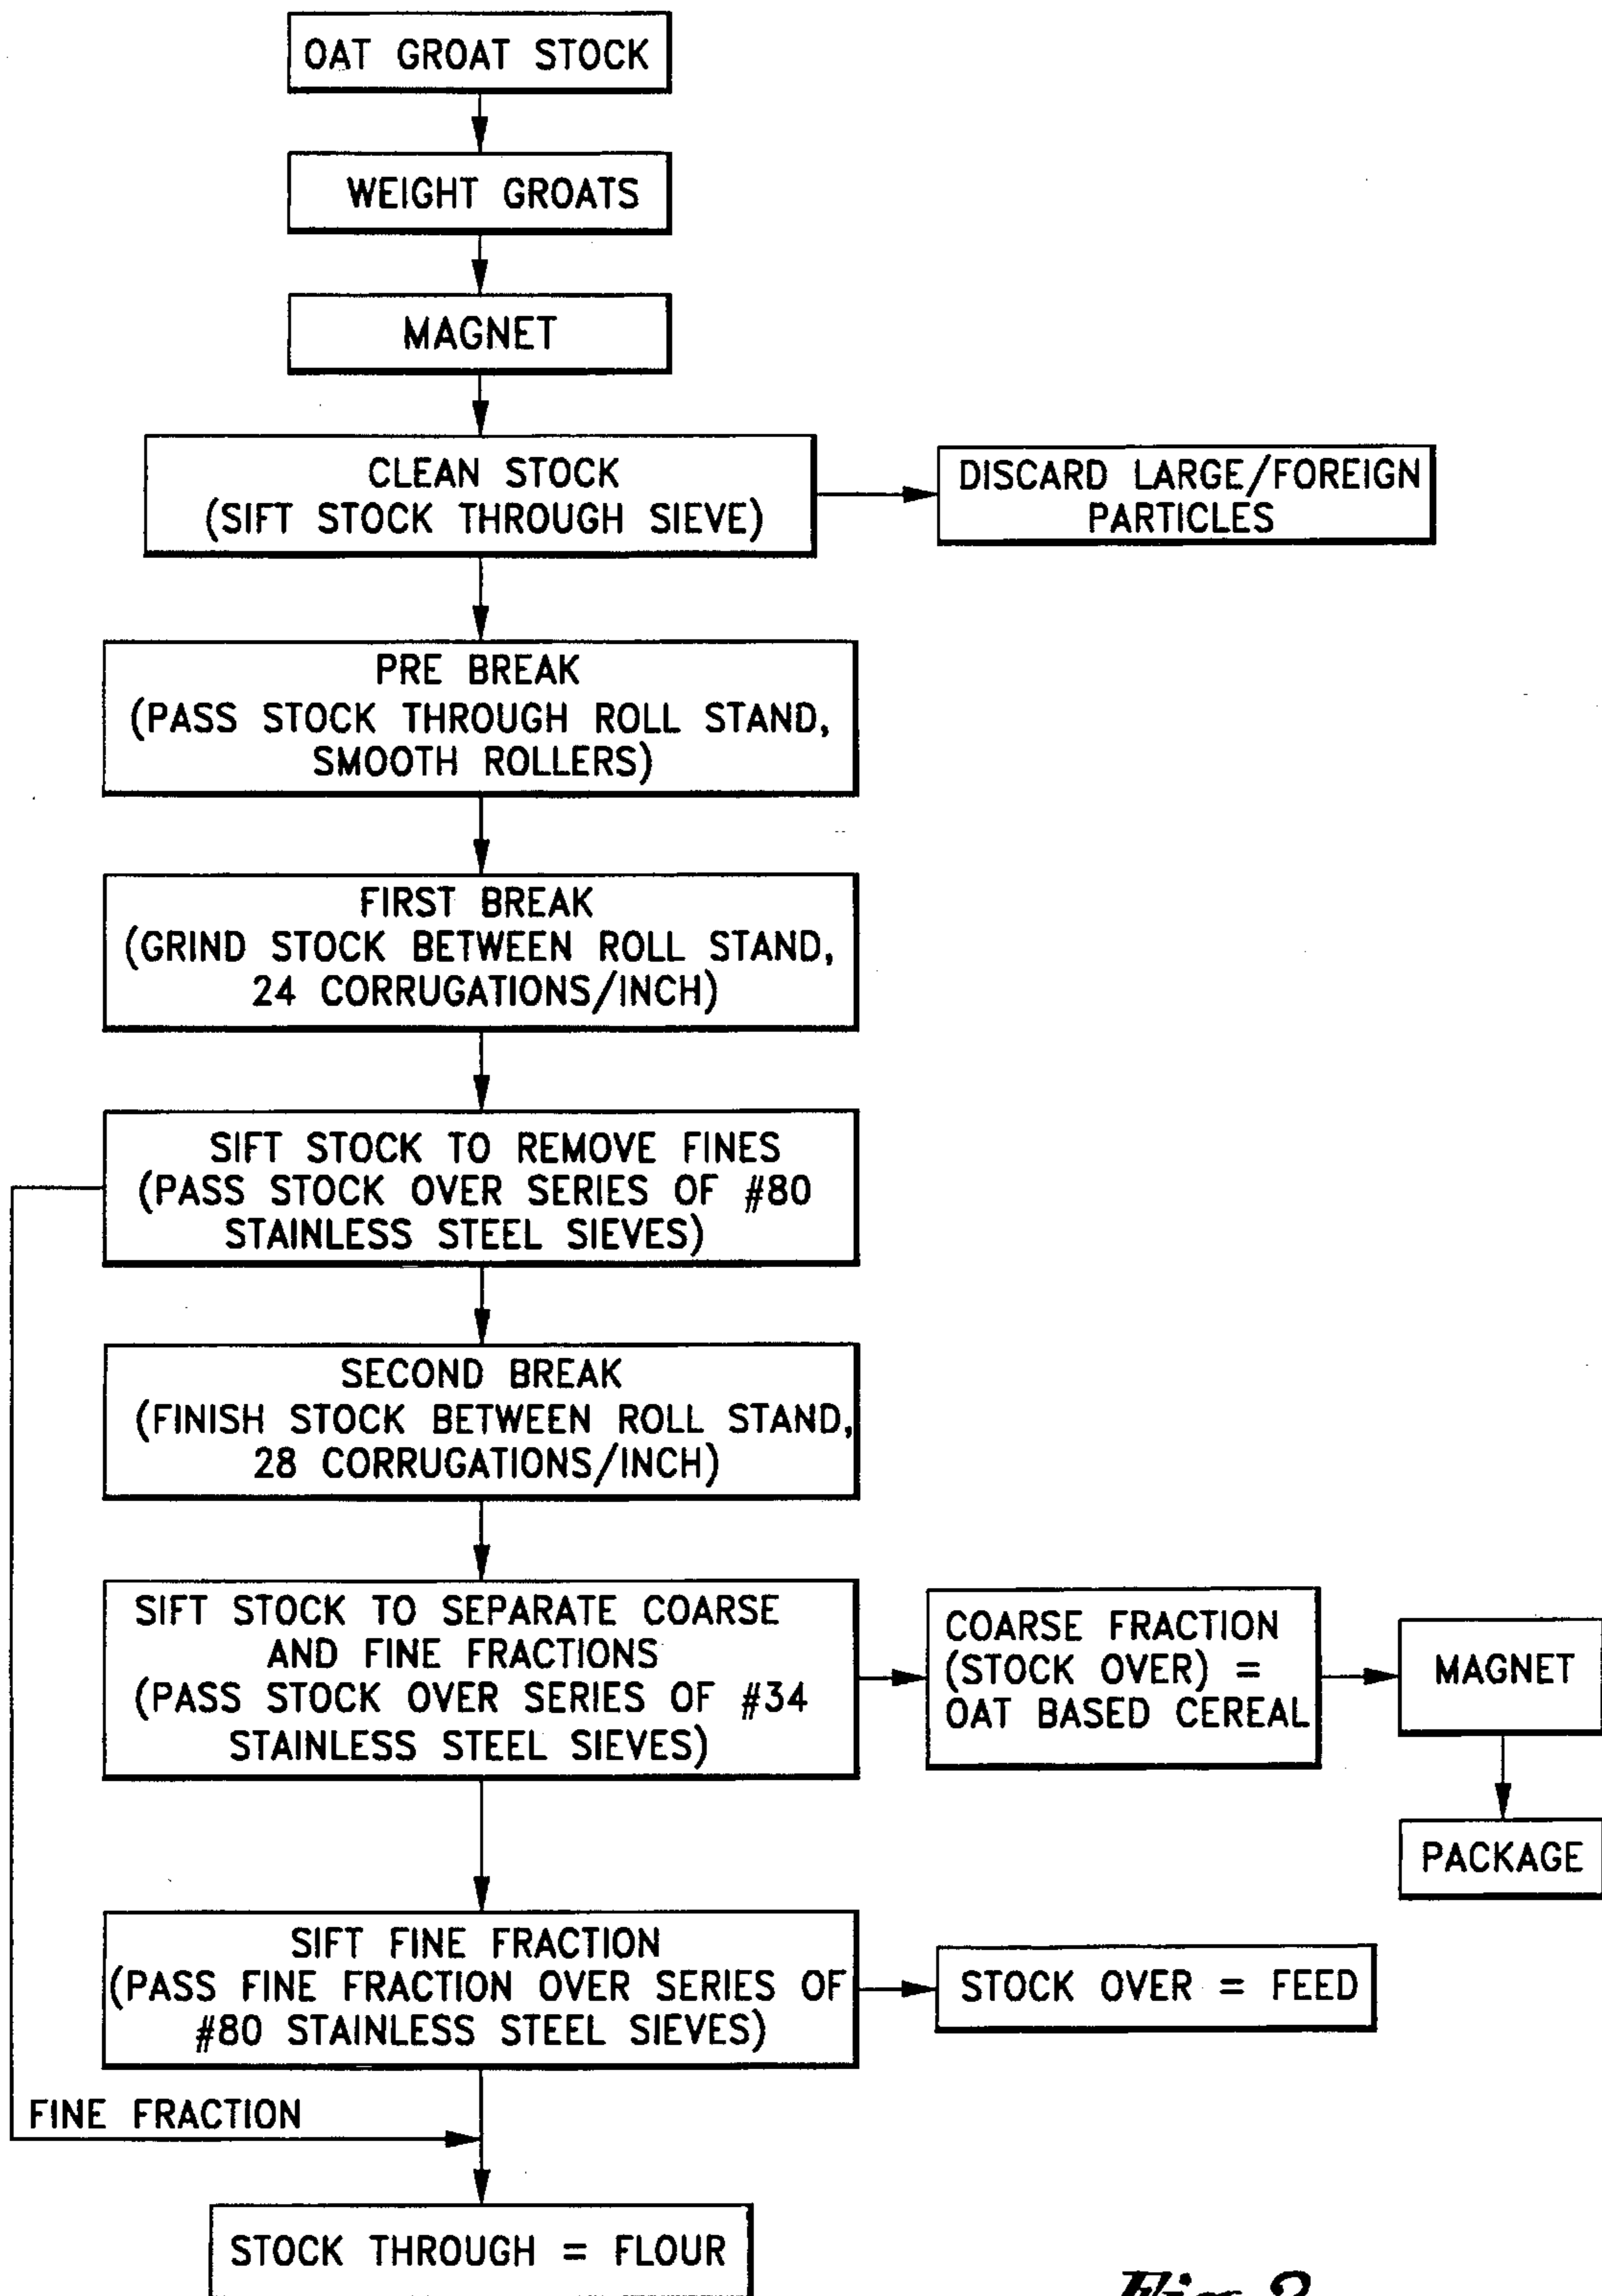 OAT GROAT STOCK
WEIGHT GROATS
MAGNET
CLEAN STOCK
(SIFT STOCK THROUGH SIEVE)
DISCARD LARGE/FOREIGN
PARTICLES
PRE BREAK
(PASS STOCK THROUGH ROLL STAND,
SMOOTH ROLLERS)
FIRST BREAK
(GRIND STOCK BETWEEN ROLL STAND,
24 CORRUGATIONS/INCH)
SIFT STOCK TO REMOVE FINES
(PASS STOCK OVER SERIES OF #80
STAINLESS STEEL SIEVES)
SECOND BREAK
(FINISH STOCK BETWEEN ROLL STAND,
28 CORRUGATIONS/INCH)
SIFT STOCK TO SEPARATE COARSE
AND FINE FRACTIONS
(PASS STOCK OVER SERIES OF #34
STAINLESS STEEL SIEVES)
COARSE FRACTION
(STOCK OVER) =
OAT BASED CEREAL
MAGNET
PACKAGE
SIFT FINE FRACTION
(PASS FINE FRACTION OVER SERIES OF
#80 STAINLESS STEEL SIEVES)
STOCK OVER = FEED
FINE FRACTION
STOCK THROUGH = FLOUR